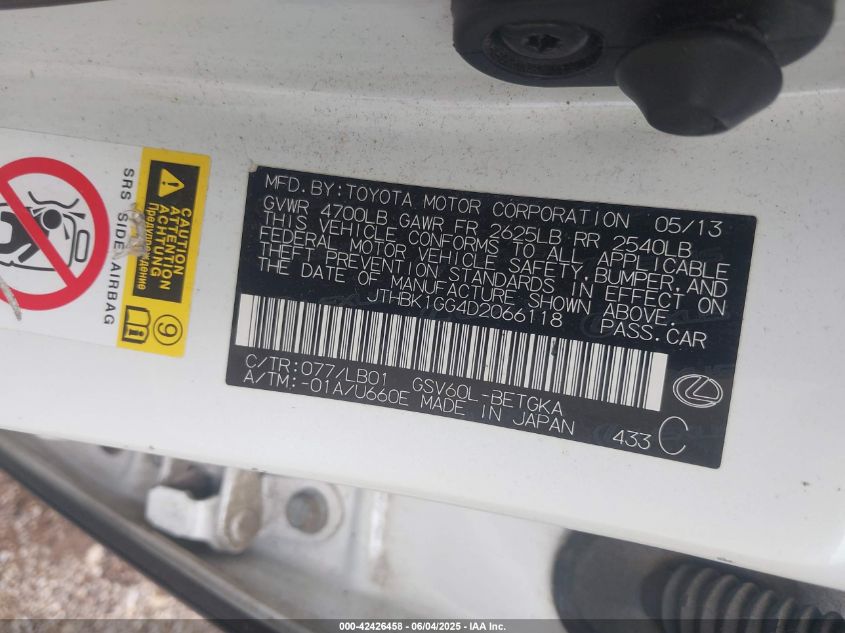 SRS SIDE AIRBAG
CAUTION
ATTENTION
ACHTUNG
Предупреждение
9
MFD. BY: TOYOTA MOTOR CORPORATION 05/13
GVWR 4700LB GAWR FR 2625LB RR 2540LB
THIS VEHICLE CONFORMS TO ALL APPLICABLE
FEDERAL MOTOR VEHICLE SAFETY, BUMPER, AND
THEFT PREVENTION STANDARDS IN EFFECT ON
THE DATE OF MANUFACTURE SHOWN ABOVE.
JTHBK1GG4D2066118 PASS.CAR
C/TR:077/LB01 GSV60L-BETGKA
A/TM:-01A/U660E MADE IN JAPAN 433 C
000-42426458 - 06/04/2025 - IAA Inc.